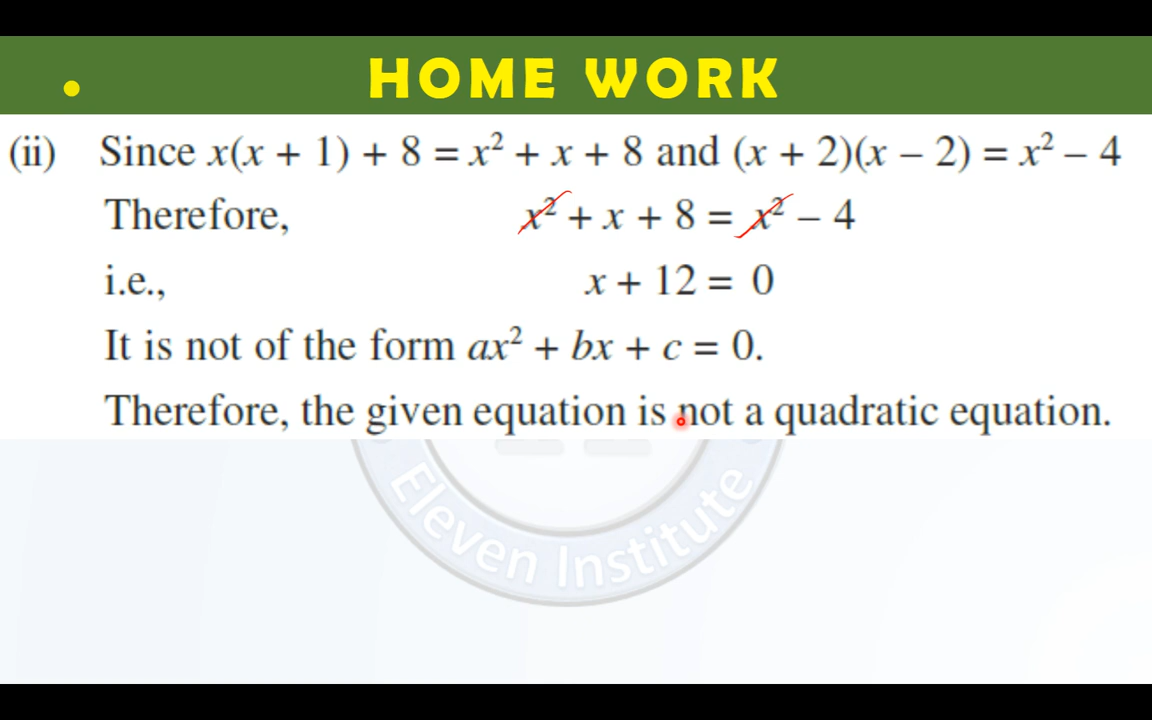 HOME WORK
(ii) Since x(x + 1) + 8 = x² + x + 8 and (x + 2)(x – 2) = x² – 4
Therefore, x² + x + 8 = x² – 4
i.e., x + 12 = 0
It is not of the form ax² + bx + c = 0.
Therefore, the given equation is not a quadratic equation.
Eleven Institute